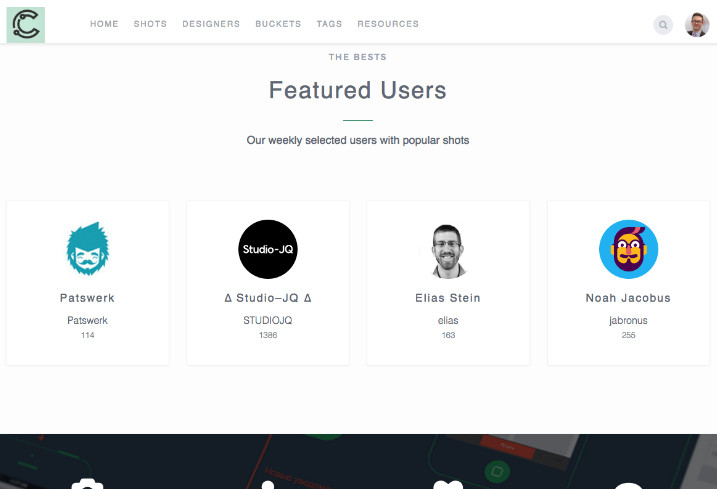 HOME SHOTS DESIGNERS BUCKETS TAGS RESOURCES
THE BESTS
Featured Users
Our weekly selected users with popular shots
Studio-JQ
Patswerk
Δ Studio–JQ Δ
Elias Stein
Noah Jacobus
Patswerk
STUDIOJQ
elias
jabronus
114
1386
163
255